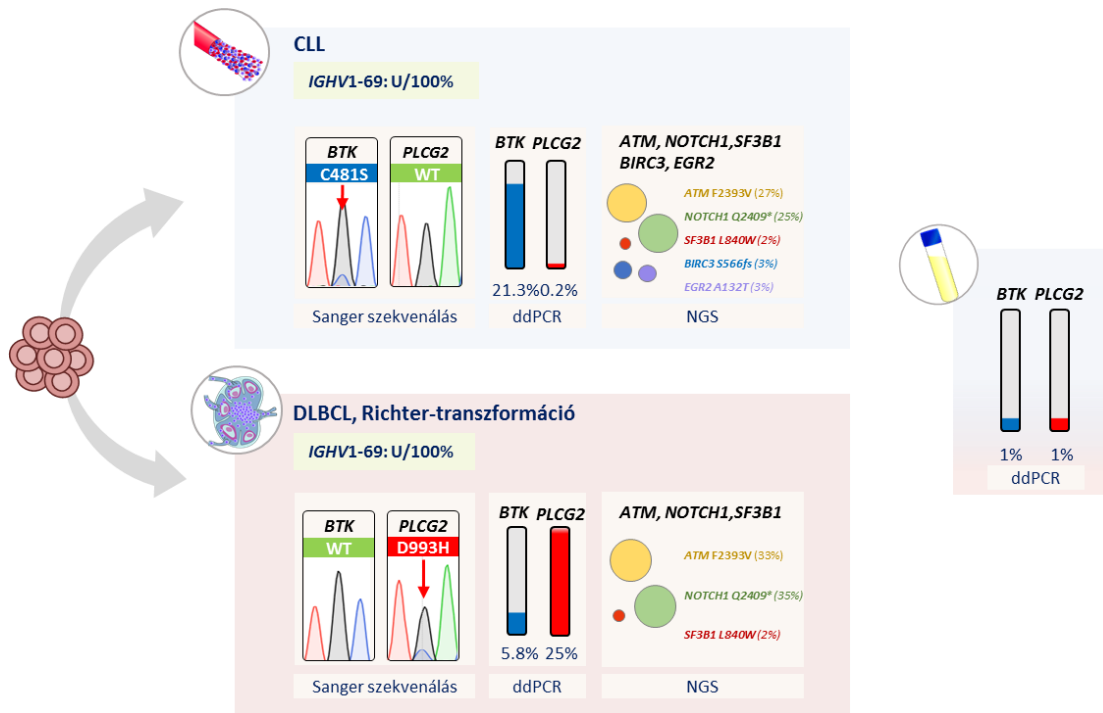 CLL
IGHV1-69: U/100%
BTK
C481S
PLCG2
WT
Sanger szekvenálás
BTK PLCG2
21.3% 0.2%
ddPCR
ATM, NOTCH1,SF3B1
BIRC3, EGR2
ATM F2393V (27%)
NOTCH1 Q2409* (25%)
SF3B1 L840W (2%)
BIRC3 S566fs (3%)
EGR2 A132T (3%)
NGS
DLBCL, Richter-transzformáció
IGHV1-69: U/100%
BTK
WT
PLCG2
D993H
Sanger szekvenálás
BTK PLCG2
5.8% 25%
ddPCR
ATM, NOTCH1,SF3B1
ATM F2393V (33%)
NOTCH1 Q2409* (35%)
SF3B1 L840W (2%)
NGS
BTK PLCG2
1% 1%
ddPCR